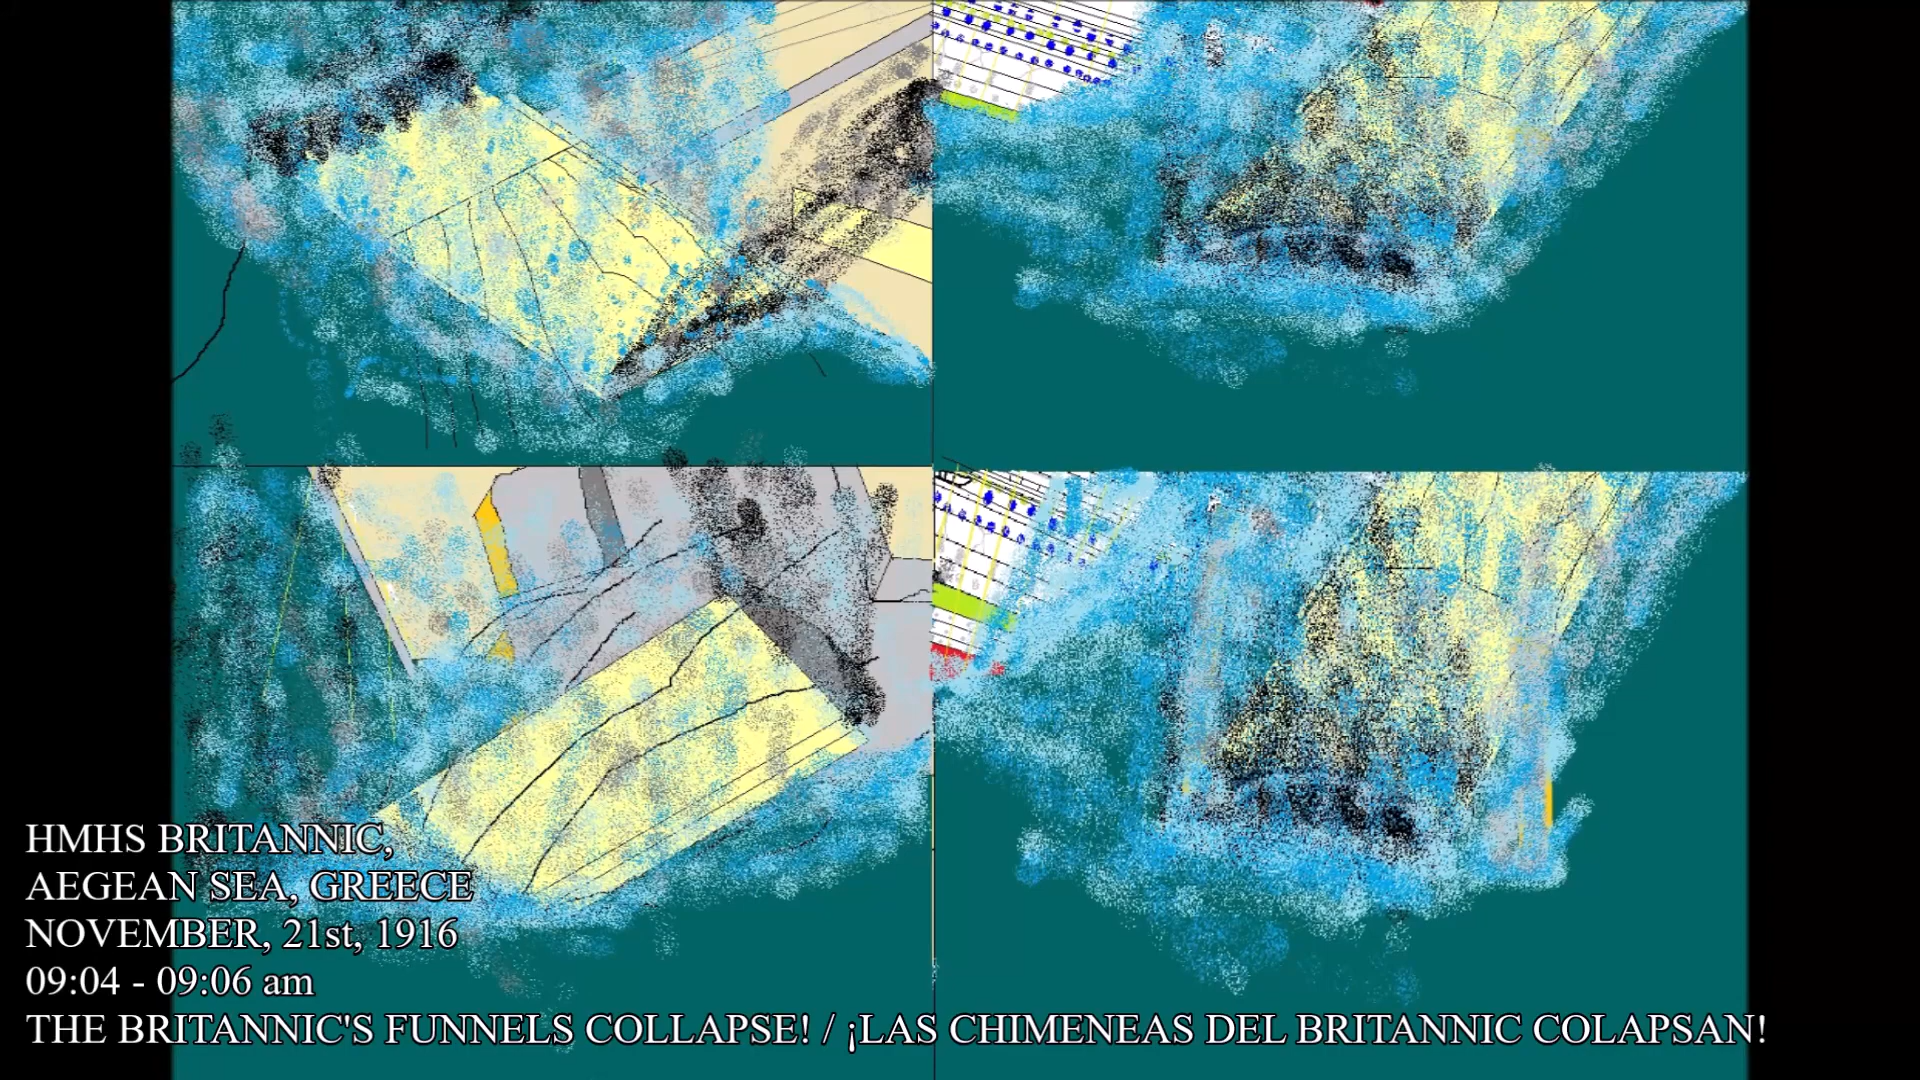 HMHS BRITANNIC,
AEGEAN SEA, GREECE
NOVEMBER, 21st, 1916
09:04 - 09:06 am
THE BRITANNIC'S FUNNELS COLLAPSE! / ¡LAS CHIMENEAS DEL BRITANNIC COLAPSAN!